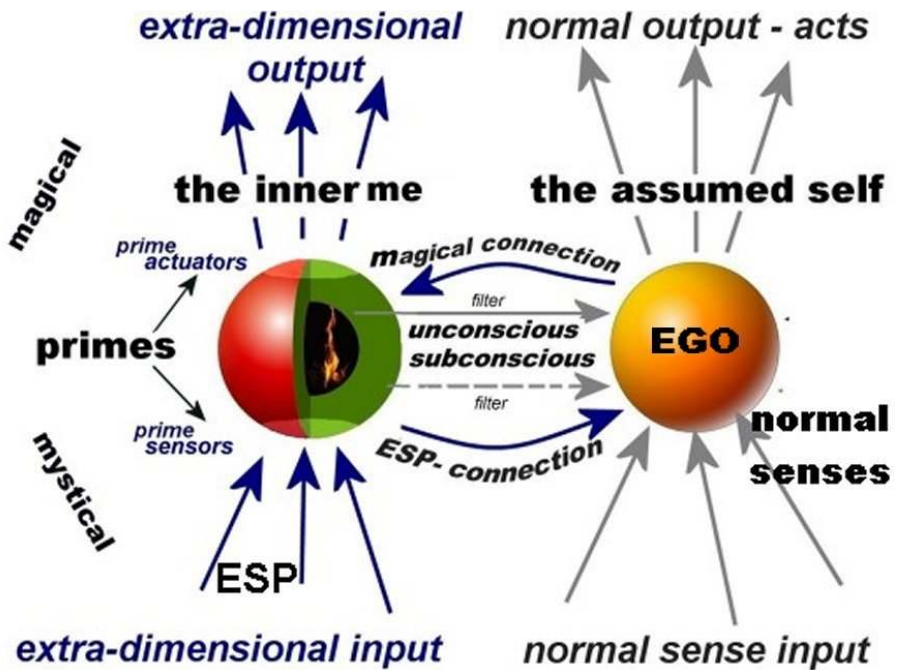 extra-dimensional
output
normal output - acts
magical
the inner me
the assumed self
prime
actuators
magical connection
filter
primes
unconscious
subconscious
EGO
filter
prime
sensors
ESP- connection
normal
senses
mystical
ESP
extra-dimensional input
normal sense input